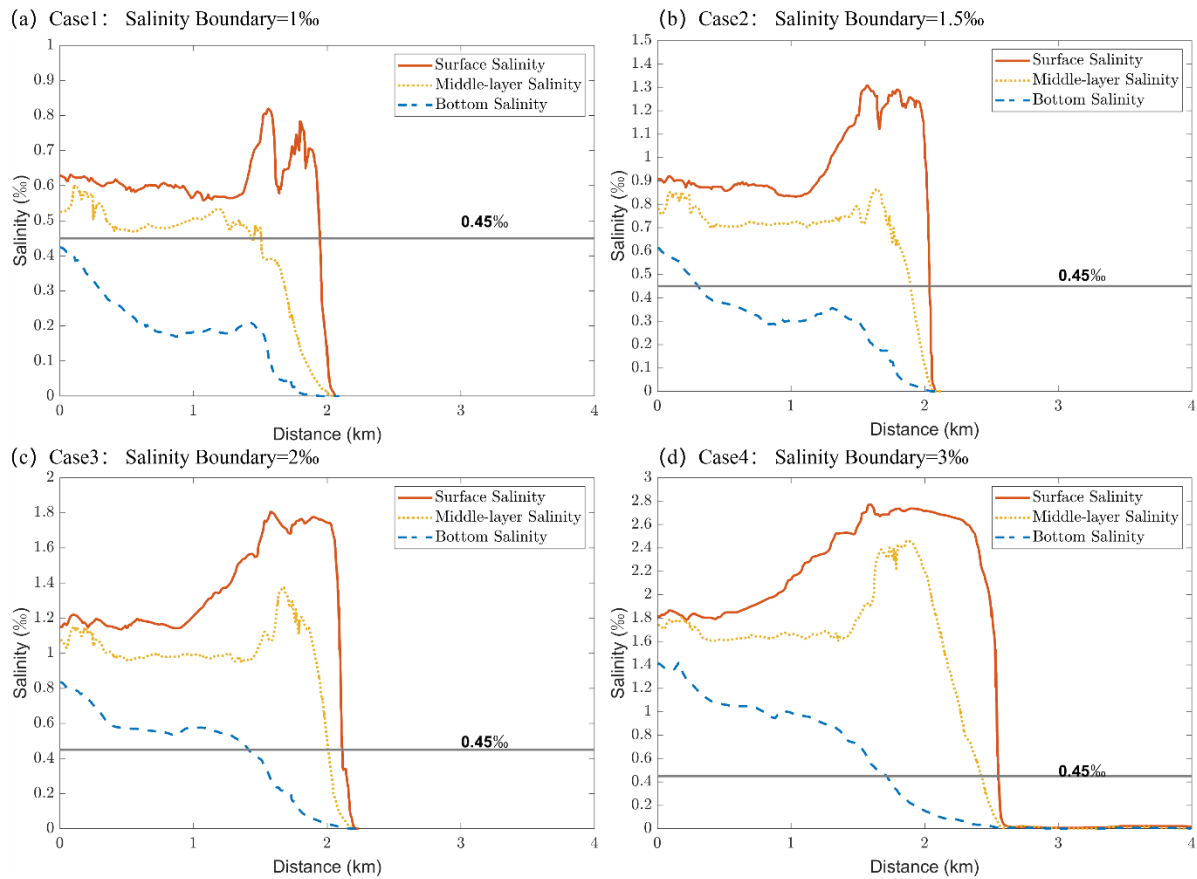 (a) Case1： Salinity Boundary=1‰
1
0.9
0.8
0.7
0.6
0.5
0.4
0.3
0.2
0.1
0
Salinity (‰)
Surface Salinity
Middle-layer Salinity
Bottom Salinity
0.45‰
0 1 2 3 4
Distance (km)
(b) Case2： Salinity Boundary=1.5‰
1.5
1.4
1.3
1.2
1.1
1
0.9
0.8
0.7
0.6
0.5
0.4
0.3
0.2
0.1
0
Salinity (‰)
Surface Salinity
Middle-layer Salinity
Bottom Salinity
0.45‰
0 1 2 3 4
Distance (km)
(c) Case3： Salinity Boundary=2‰
2
1.8
1.6
1.4
1.2
1
0.8
0.6
0.4
0.2
0
Salinity (‰)
Surface Salinity
Middle-layer Salinity
Bottom Salinity
0.45‰
0 1 2 3 4
Distance (km)
(d) Case4： Salinity Boundary=3‰
3
2.8
2.6
2.4
2.2
2
1.8
1.6
1.4
1.2
1
0.8
0.6
0.4
0.2
0
Salinity (‰)
Surface Salinity
Middle-layer Salinity
Bottom Salinity
0.45‰
0 1 2 3 4
Distance (km)